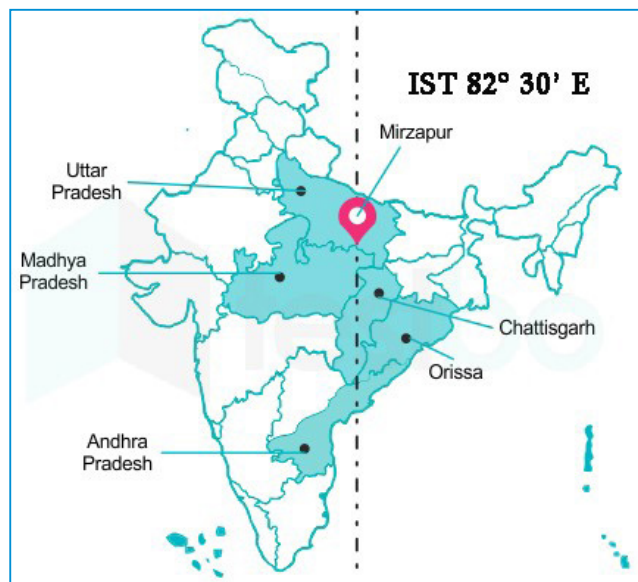 IST 82° 30' E
Mirzapur
Uttar
Pradesh
Madhya
Pradesh
Chattisgarh
Orissa
Andhra
Pradesh